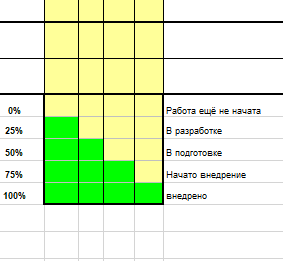 0% Работа ещё не начата
25% В разработке
50% В подготовке
75% Начато внедрение
100% внедрено